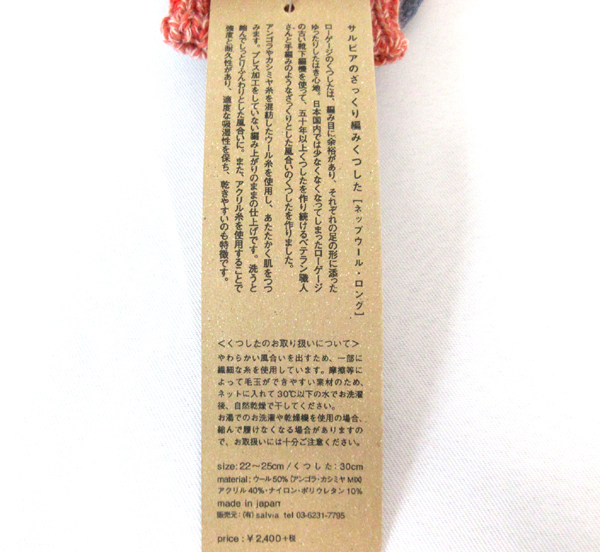 サルビアのざっくり編みくつした［ネップウール・ロング］
ローゲージのくつしたは、編み目に余裕があり、それぞれの足の形に添った
ゆったりしたはき心地。日本国内では少なくなくなってしまったローゲージ
の古い靴下編機を使って、五十年以上くつしたを作り続けるベテラン職人
さんと手編みのようなざっくりとした風合いのくつしたを作りました。
アンゴラやカシミヤ糸を混紡したウール糸を使用し、あたたかく肌をつつ
みます。プレス加工をしていない編み上がりのままの仕上げです。洗うと
縮んでしっとりふんわりとした風合いに。また、アクリル糸を使用することで
強度と耐久性があり、適度な吸湿性を保ち、乾きやすいのも特徴です。
＜くつしたのお取り扱いについて＞
やわらかい風合いを出すため、一部に
繊細な糸を使用しています。摩擦等に
よって毛玉ができやすい素材のため、
ネットに入れて30℃以下の水でお洗濯
後、自然乾燥で干してください。
お湯でのお洗濯や乾燥機を使用の場合、
縮んで履けなくなる場合がありますの
で、お取扱いには十分ご注意ください。
size: 22〜25cm / くつした: 30cm
material: ウール 50% [アンゴラ・カシミヤ MIX]
アクリル 40%・ナイロン・ポリウレタン 10%
made in japan
販売元: (有) salvia tel 03-6231-7795
price: ¥ 2,400 +税